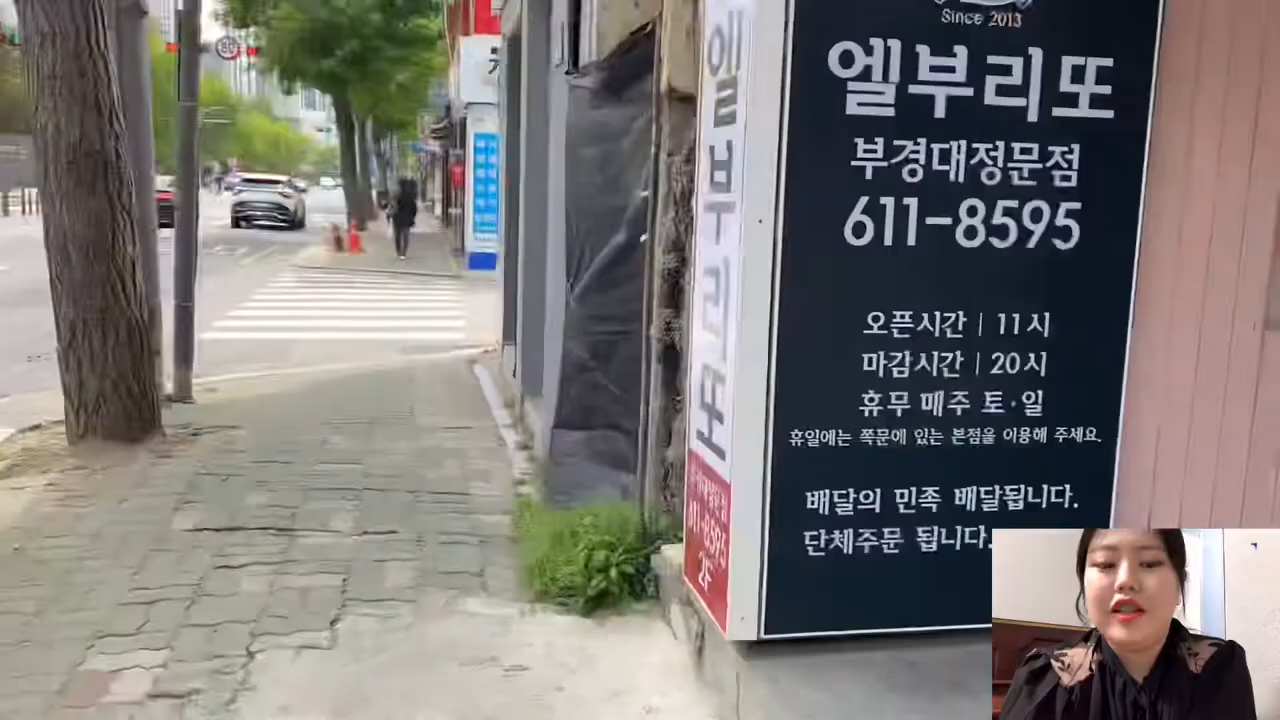 Since 2013
엘부리또
부경대정문점
611-8595
오픈시간 | 11시
마감시간 | 20시
휴무 매주 토·일
휴일에는 쪽문에 있는 본점을 이용해 주세요.
배달의 민족 배달됩니다.
단체주문 됩니다.
엘부리또
611-8595
2F